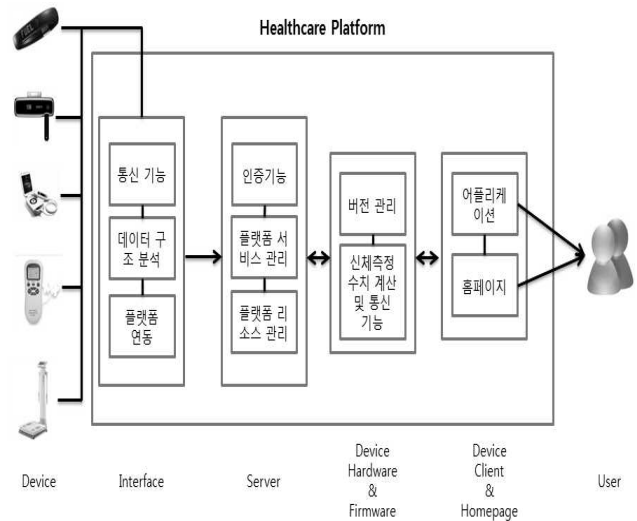 Healthcare Platform
통신 기능
데이터 구
조 분석
플랫폼
연동
인증기능
플랫폼 서
비스 관리
플랫폼 리
소스 관리
버전 관리
신체측정
수치 계산
및 통신
기능
어플리케
이션
홈페이지
Device
Interface
Server
Device
Hardware
&
Firmware
Device
Client
&
Homepage
User